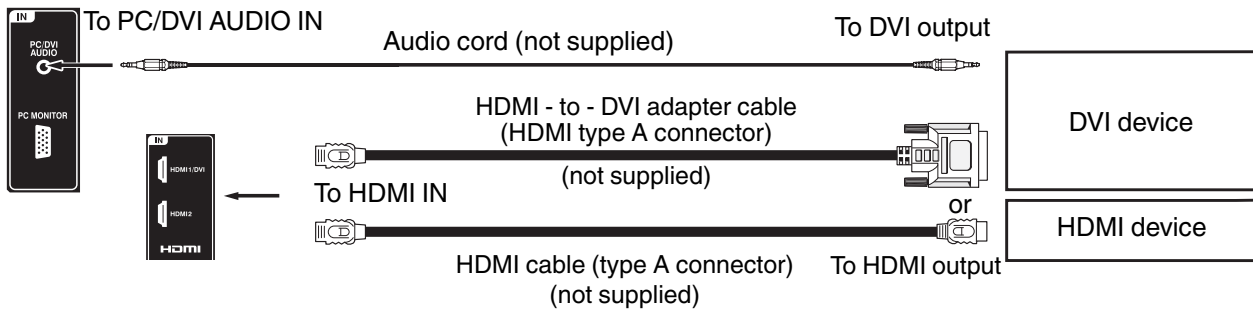 IN
To PC/DVI AUDIO IN
PC/DVI
AUDIO
Audio cord (not supplied)
To DVI output
PC MONITOR
HDMI - to - DVI adapter cable
(HDMI type A connector)
(not supplied)
DVI device
IN
HDMI1/DVI
To HDMI IN
HDMI2
HDMI
or
HDMI device
HDMI cable (type A connector)
(not supplied)
To HDMI output